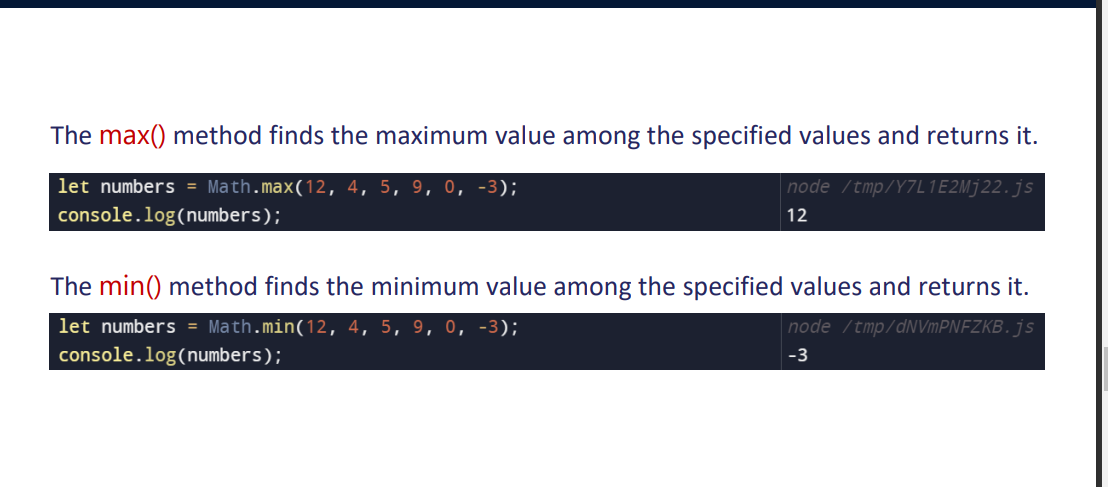 The max() method finds the maximum value among the specified values and returns it.
let numbers = Math.max(12, 4, 5, 9, 0, -3);
node /tmp/Y7L1E2Mj22.js
console.log(numbers);
12
The min() method finds the minimum value among the specified values and returns it.
let numbers = Math.min(12, 4, 5, 9, 0, -3);
node /tmp/dNVmPNFZKB.js
console.log(numbers);
-3